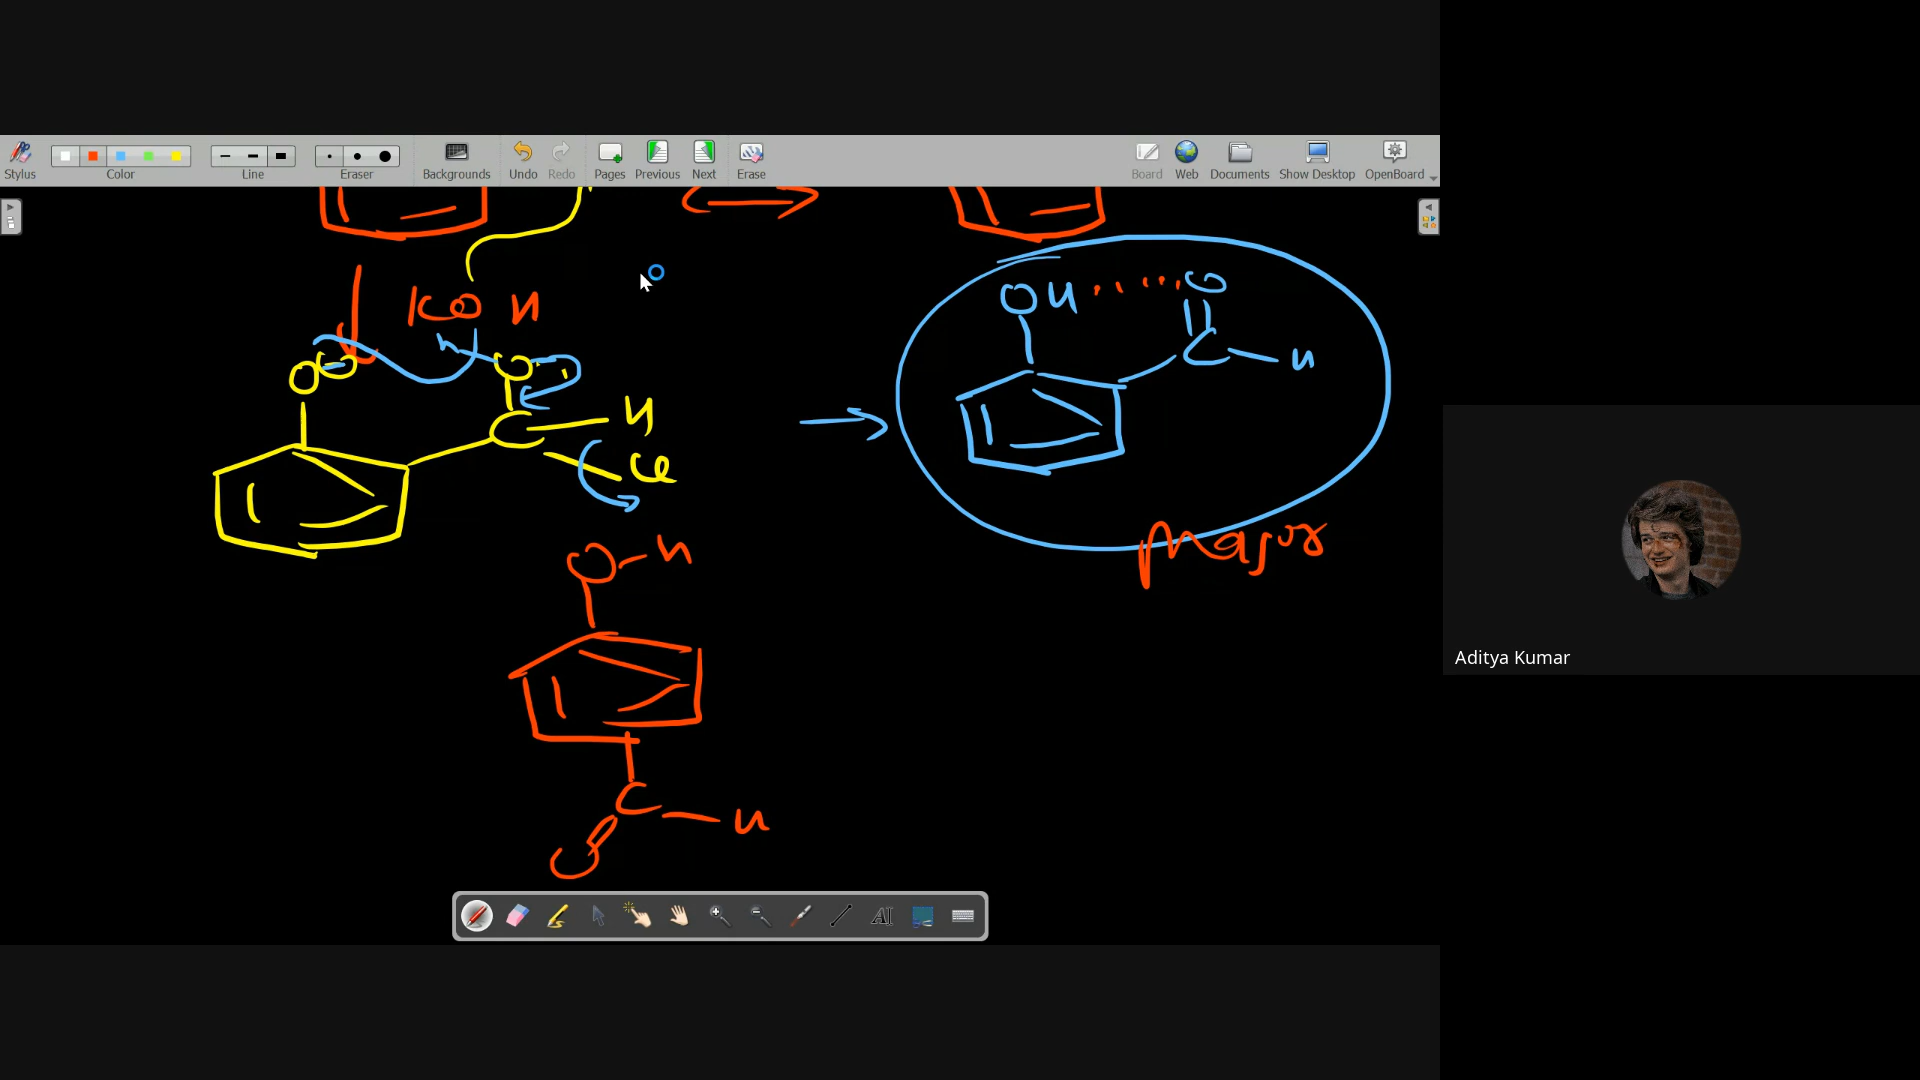 Stylus Color Line Eraser Backgrounds Undo Redo Pages Previous Next Erase Board Web Documents Show Desktop OpenBoard
KOH
OH O
O⊖ H O
C H
C H
Cl
Major
O-H
C-H
O
Aditya Kumar